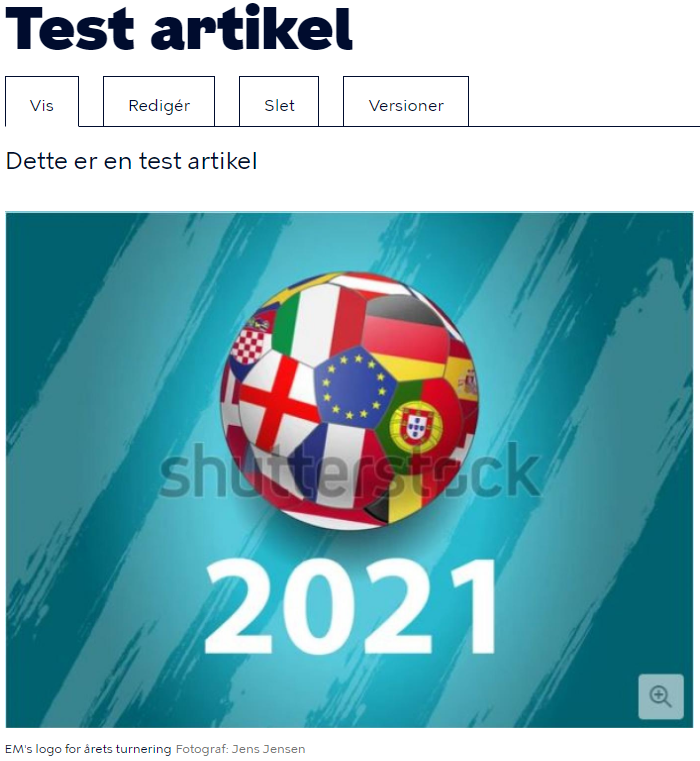 Test artikel
Vis Redigér Slet Versioner
Dette er en test artikel
shutterstock
2021
EM's logo for årets turnering Fotograf: Jens Jensen